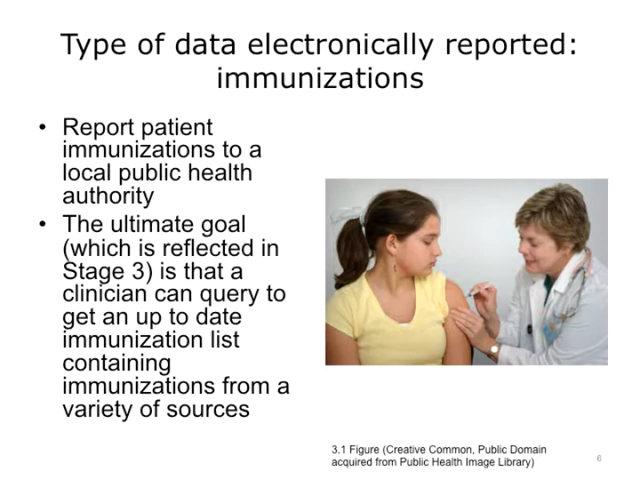 Type of data electronically reported:
immunizations
• Report patient
immunizations to a
local public health
authority
• The ultimate goal
(which is reflected in
Stage 3) is that a
clinician can query to
get an up to date
immunization list
containing
immunizations from a
variety of sources
3.1 Figure (Creative Common, Public Domain
acquired from Public Health Image Library)
6